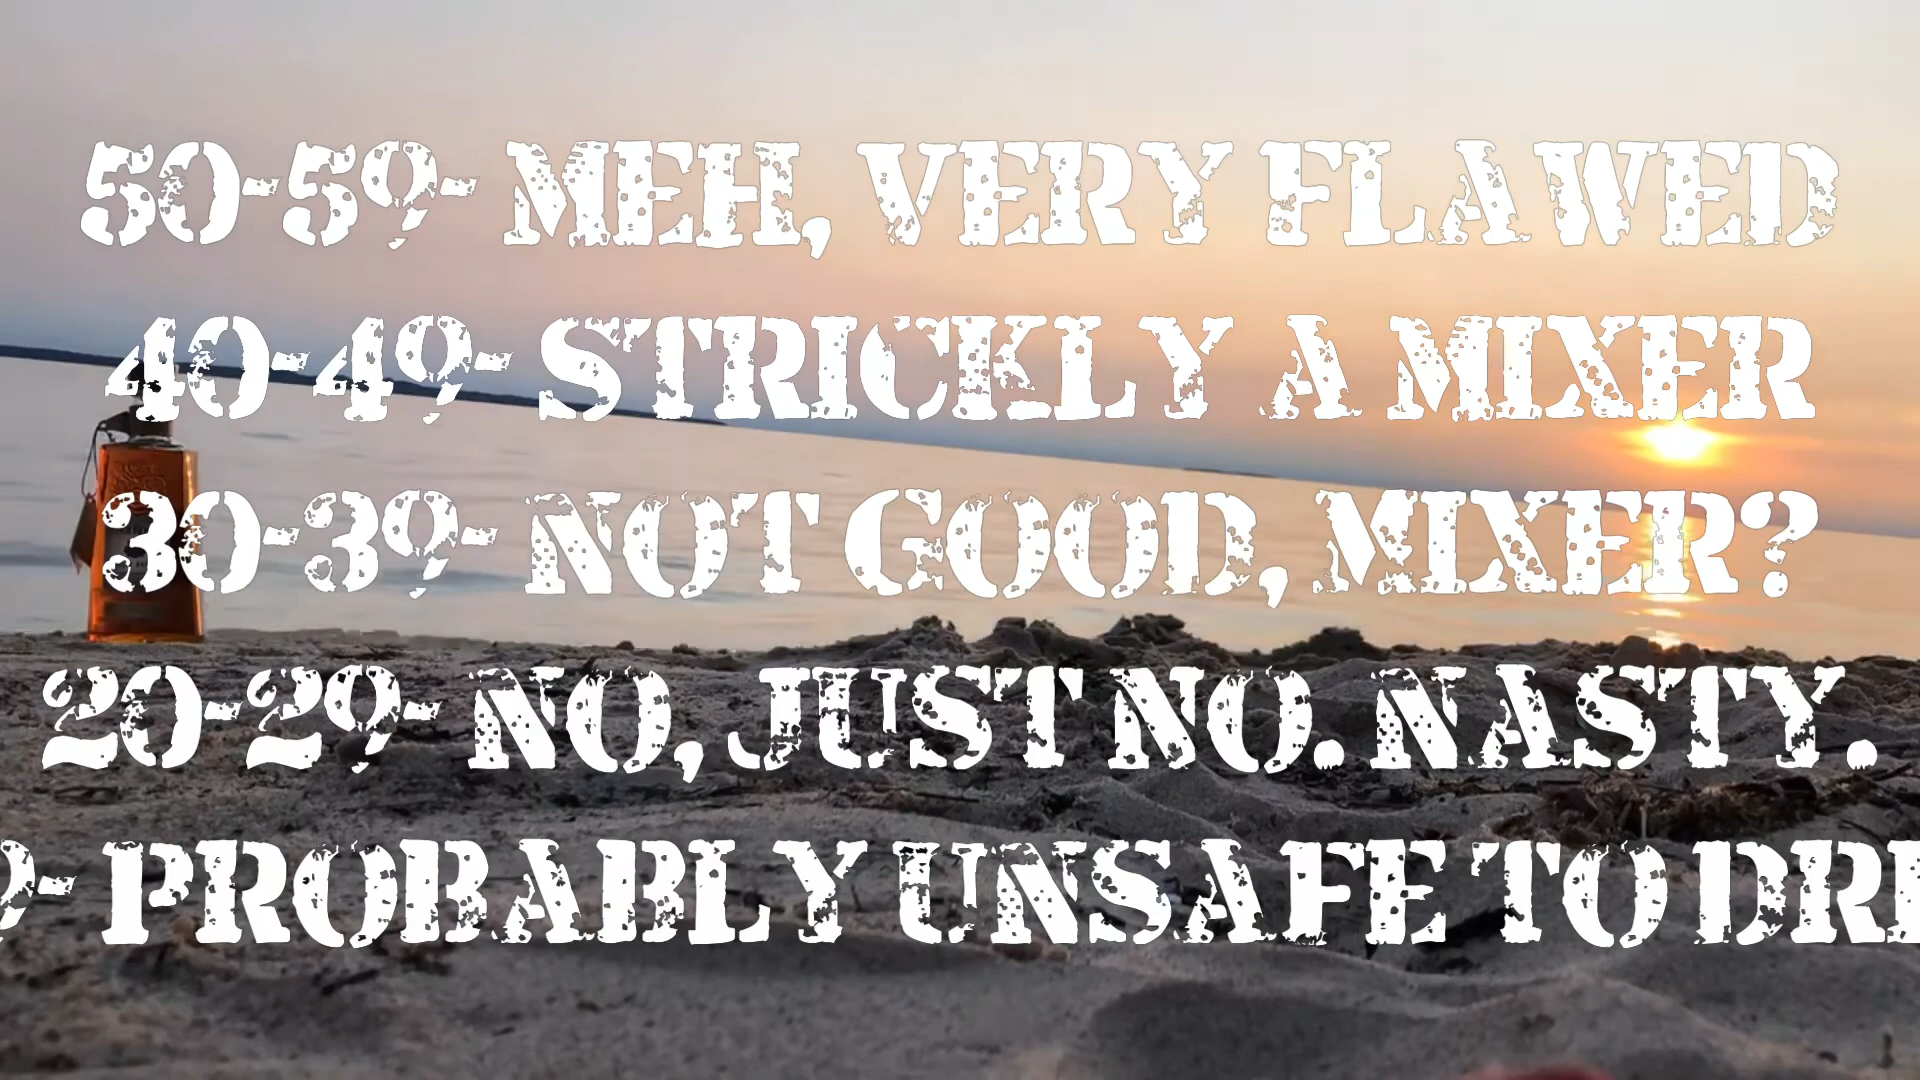 50-59- MEH, VERY FLAWED
40-49- STRICKLY A MIXER
30-39- NOT GOOD, MIXER?
20-29- NO, JUST NO. NASTY.
9- PROBABLY UNSAFE TO